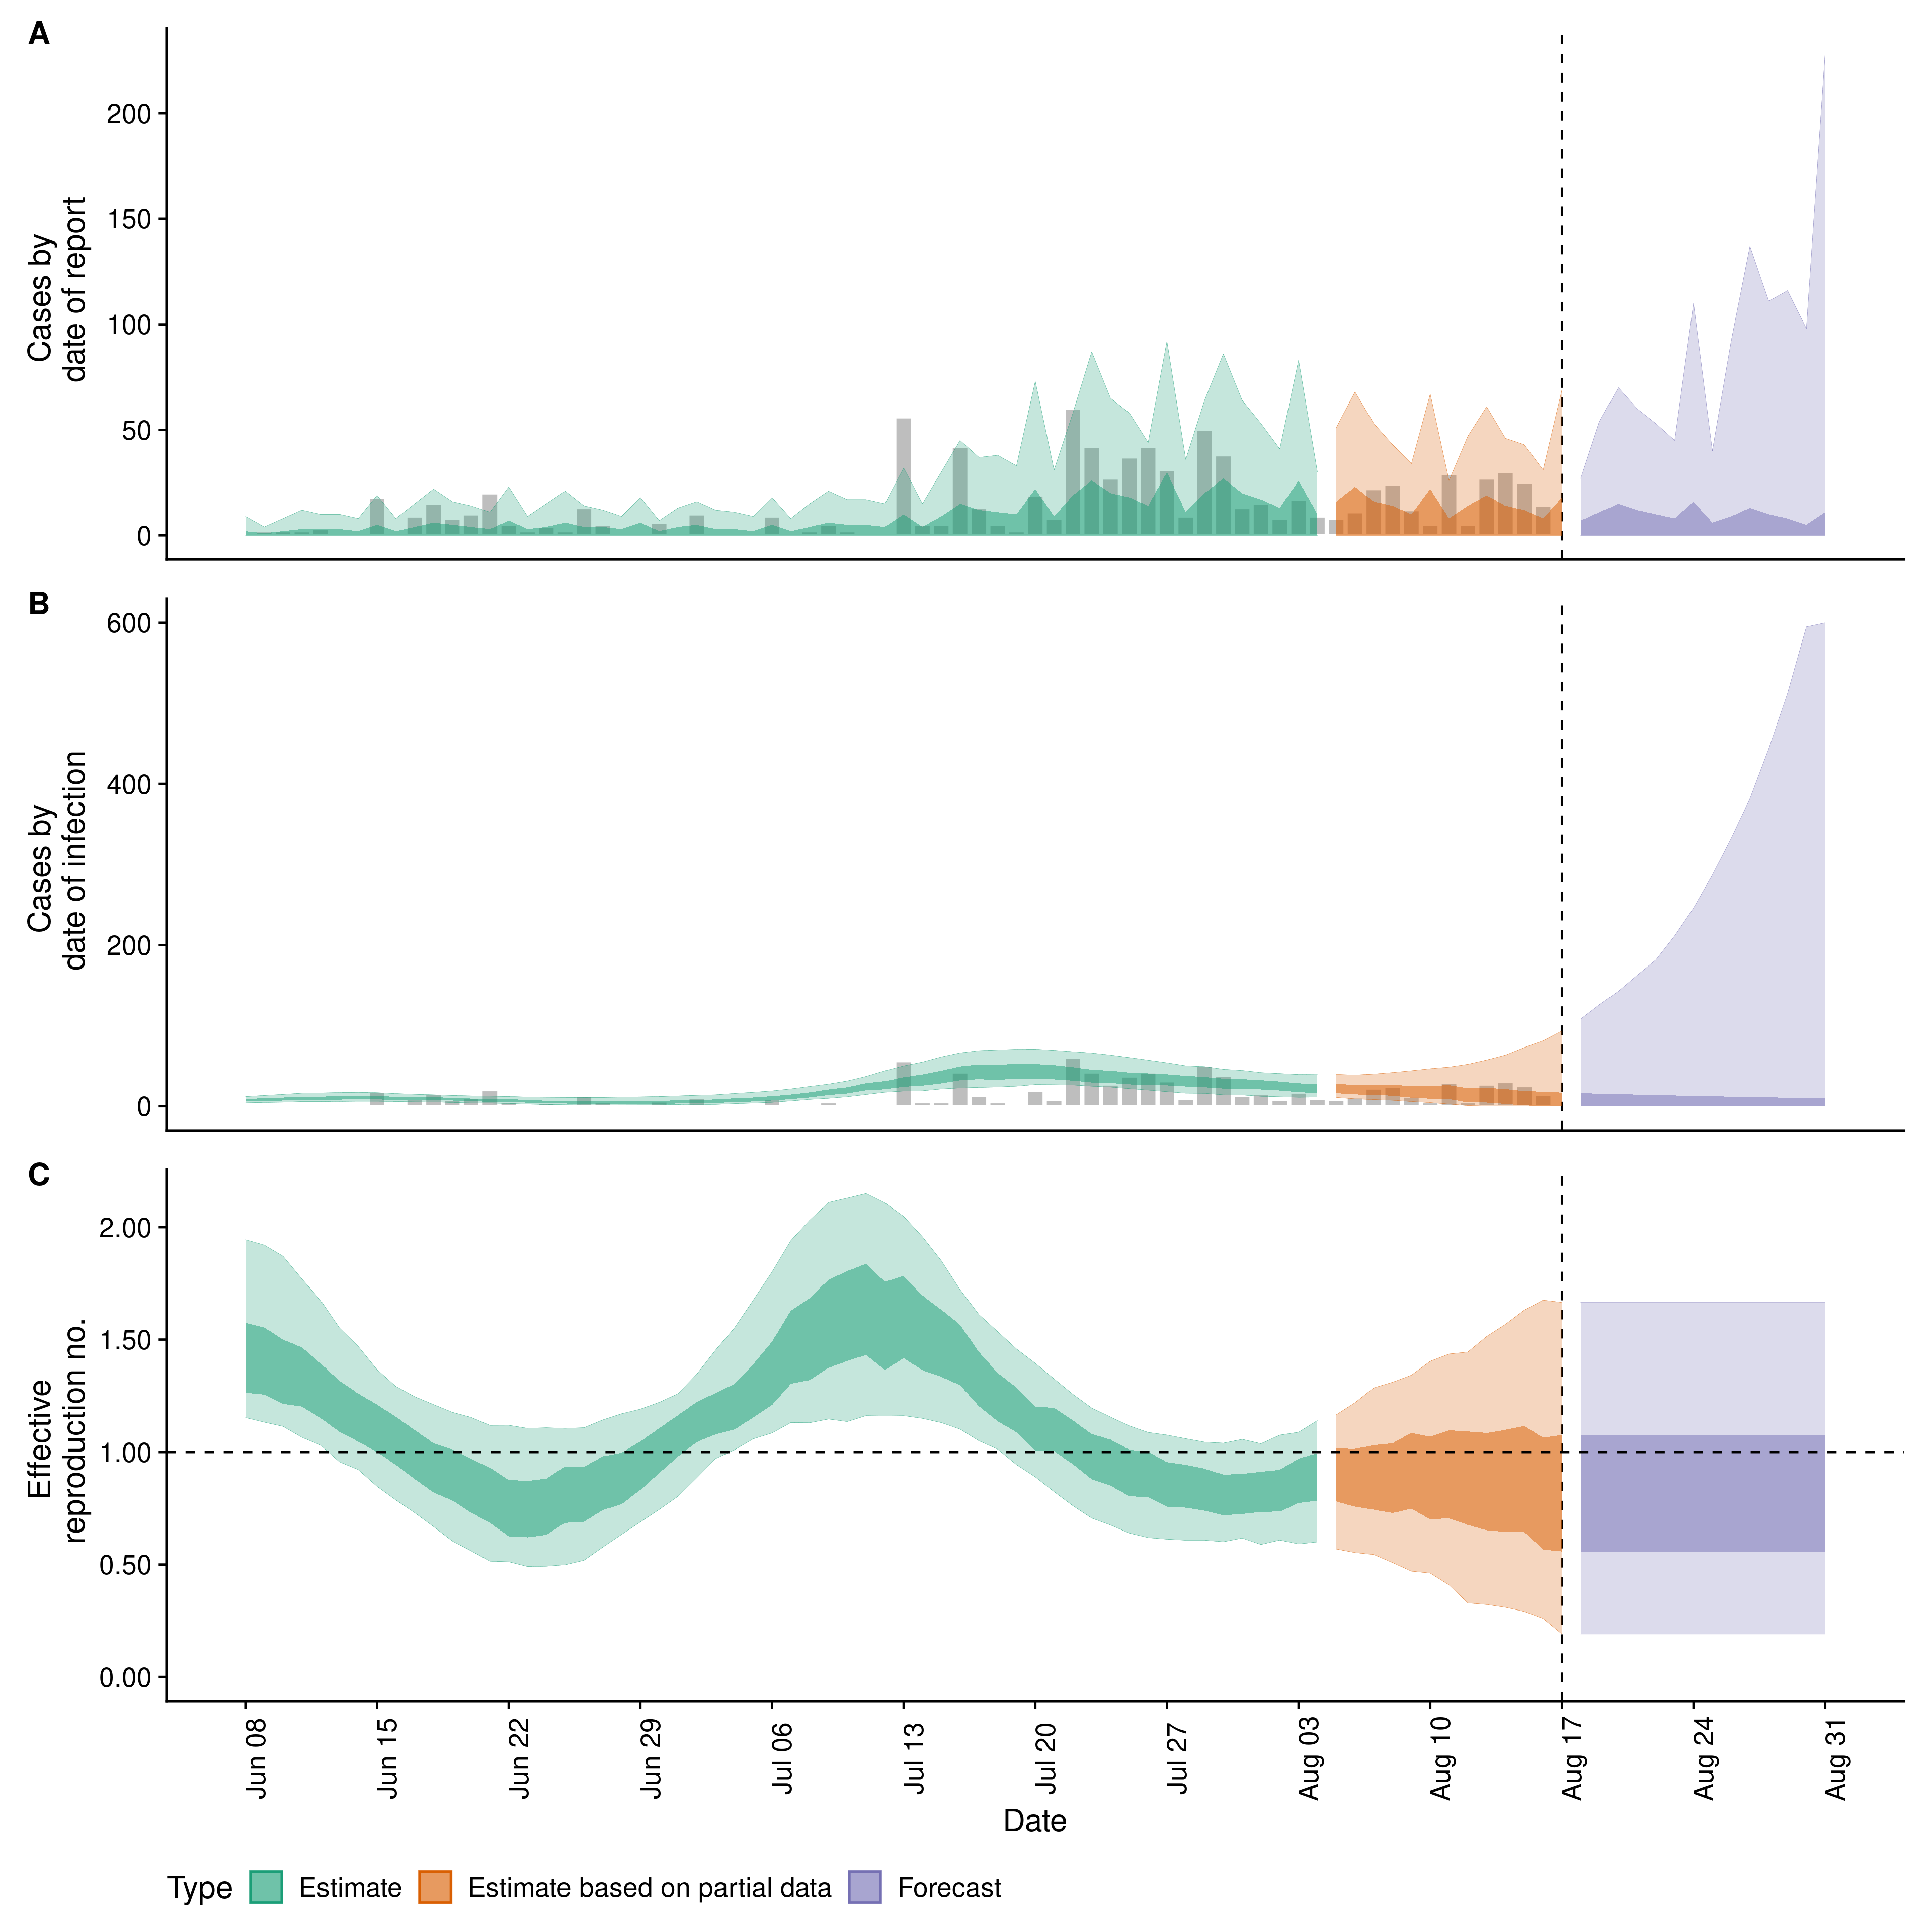 A
Cases by
date of report
200
150
100
50
0
B
Cases by
date of infection
600
400
200
0
C
Effective
reproduction no.
2.00
1.50
1.00
0.50
0.00
Jun 08
Jun 15
Jun 22
Jun 29
Jul 06
Jul 13
Jul 20
Jul 27
Aug 03
Aug 10
Aug 17
Aug 24
Aug 31
Date
Type Estimate Estimate based on partial data Forecast